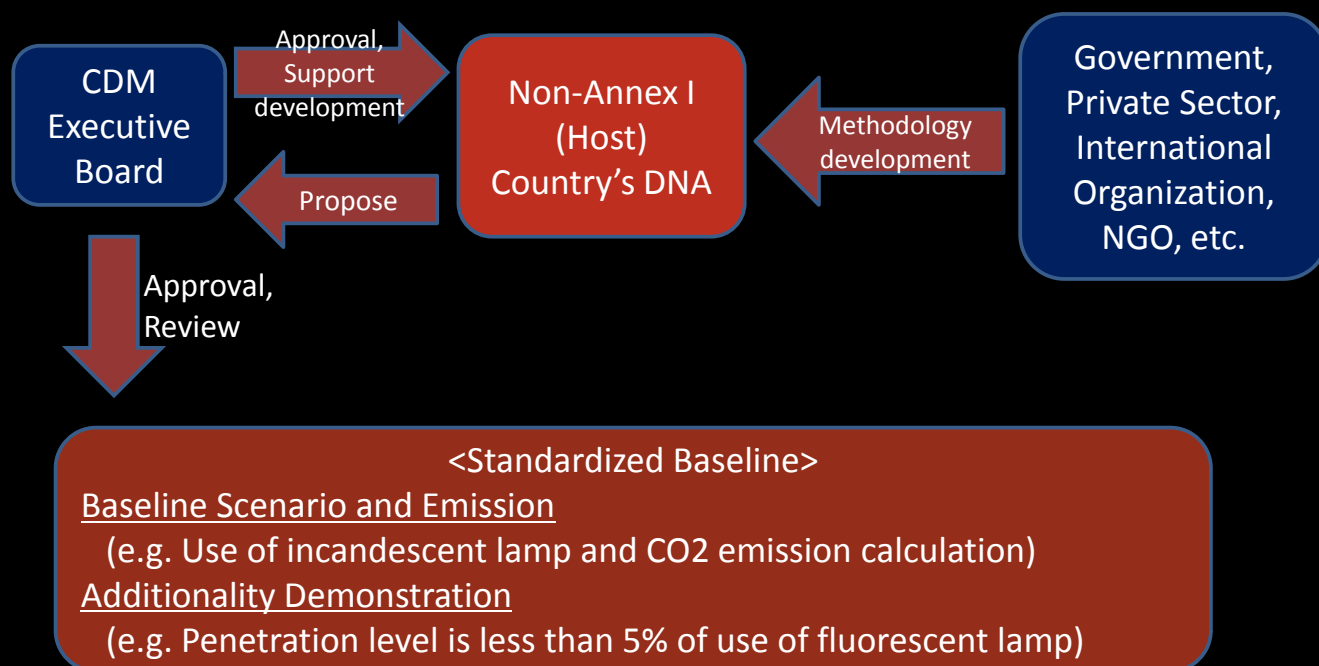 CDM
Executive
Board
Approval,
Support
development
Propose
Non-Annex I
(Host)
Country’s DNA
Methodology
development
Government,
Private Sector,
International
Organization,
NGO, etc.
Approval,
Review
<Standardized Baseline>
Baseline Scenario and Emission
(e.g. Use of incandescent lamp and CO2 emission calculation)
Additionality Demonstration
(e.g. Penetration level is less than 5% of use of fluorescent lamp)